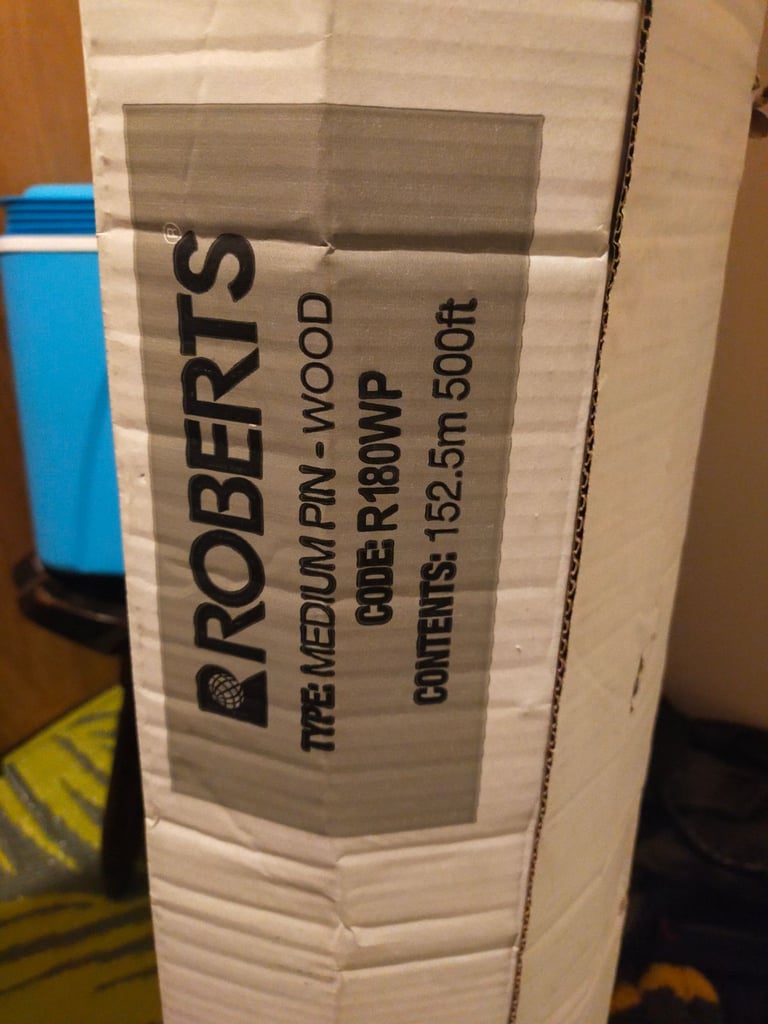 ROBERTS®
TYPE: MEDIUM PIN - WOOD
CODE: R180WP
CONTENTS: 152.5m 500ft